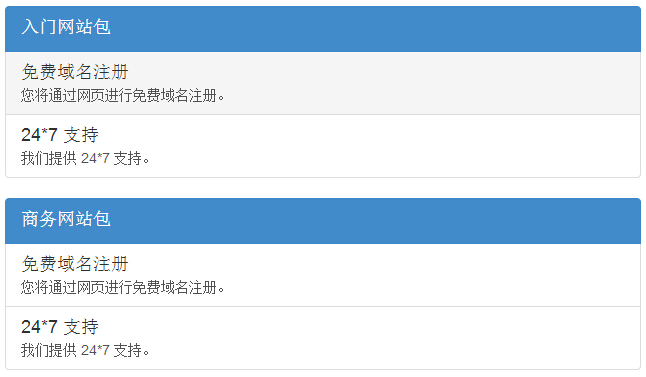 入门网站包
免费域名注册
您将通过网页进行免费域名注册。
24*7 支持
我们提供 24*7 支持。
商务网站包
免费域名注册
您将通过网页进行免费域名注册。
24*7 支持
我们提供 24*7 支持。